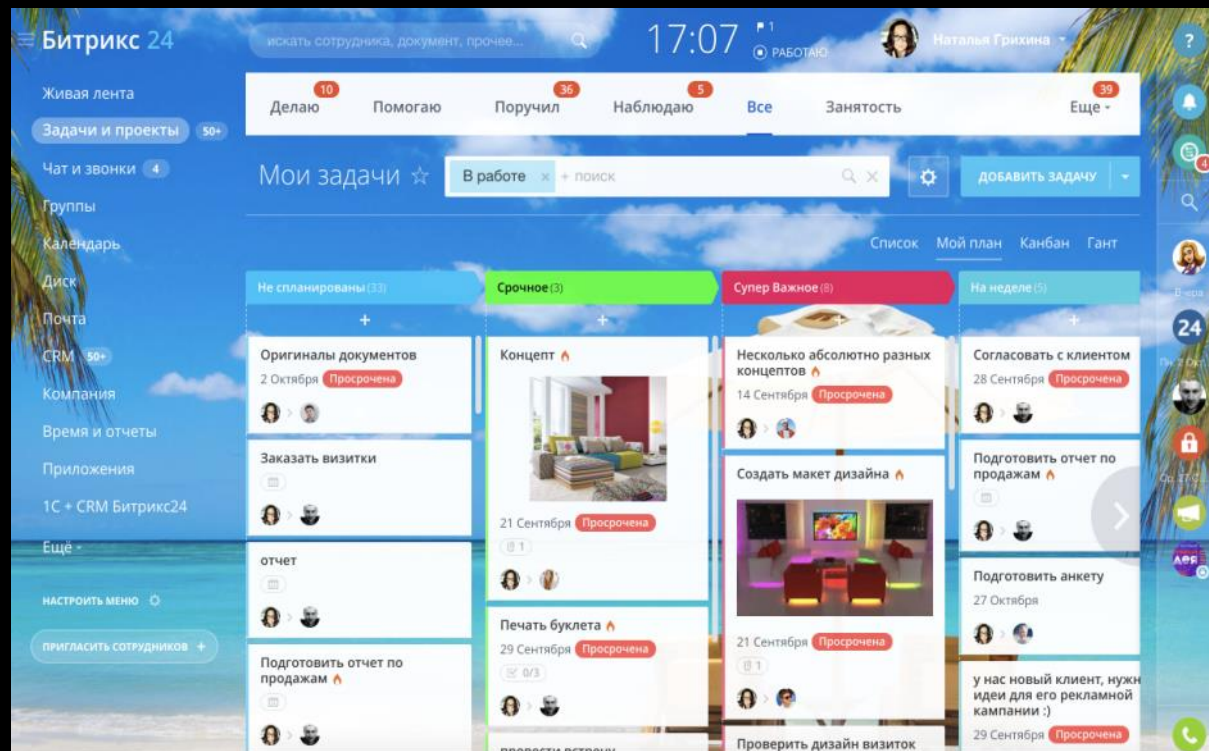 Битрикс 24
искать сотрудника, документ, прочее...
17:07
1
РАБОТАЮ
Наталья Грихина
?
Живая лента
Задачи и проекты 50+
Чат и звонки 4
Группы
Календарь
Диск
Почта
CRM 50+
Компания
Время и отчеты
Приложения
1С + CRM Битрикс24
Ещё
НАСТРОИТЬ МЕНЮ
ПРИГЛАСИТЬ СОТРУДНИКОВ +
Делаю 10
Помогаю
Поручил 36
Наблюдаю 5
Все
Занятость
Еще 39
Мои задачи
В работе × + поиск
ДОБАВИТЬ ЗАДАЧУ
Список Мой план Канбан Гант
Не спланированы (33)
+
Оригиналы документов
2 Октября Просрочена
Заказать визитки
отчет
Подготовить отчет по
продажам
Срочное (3)
+
Концепт
21 Сентября Просрочена
1
Печать буклета
29 Сентября Просрочена
0/3
провести встречу
Супер Важное (8)
+
Несколько абсолютно разных
концептов
14 Сентября Просрочена
Создать макет дизайна
21 Сентября Просрочена
1
Проверить дизайн визиток
На неделе (5)
+
Согласовать с клиентом
28 Сентября Просрочена
Подготовить отчет по
продажам
Подготовить анкету
27 Октября
у нас новый клиент, нужн
идеи для его рекламной
кампании :)
29 Сентября Просрочена
4
Вчера
24